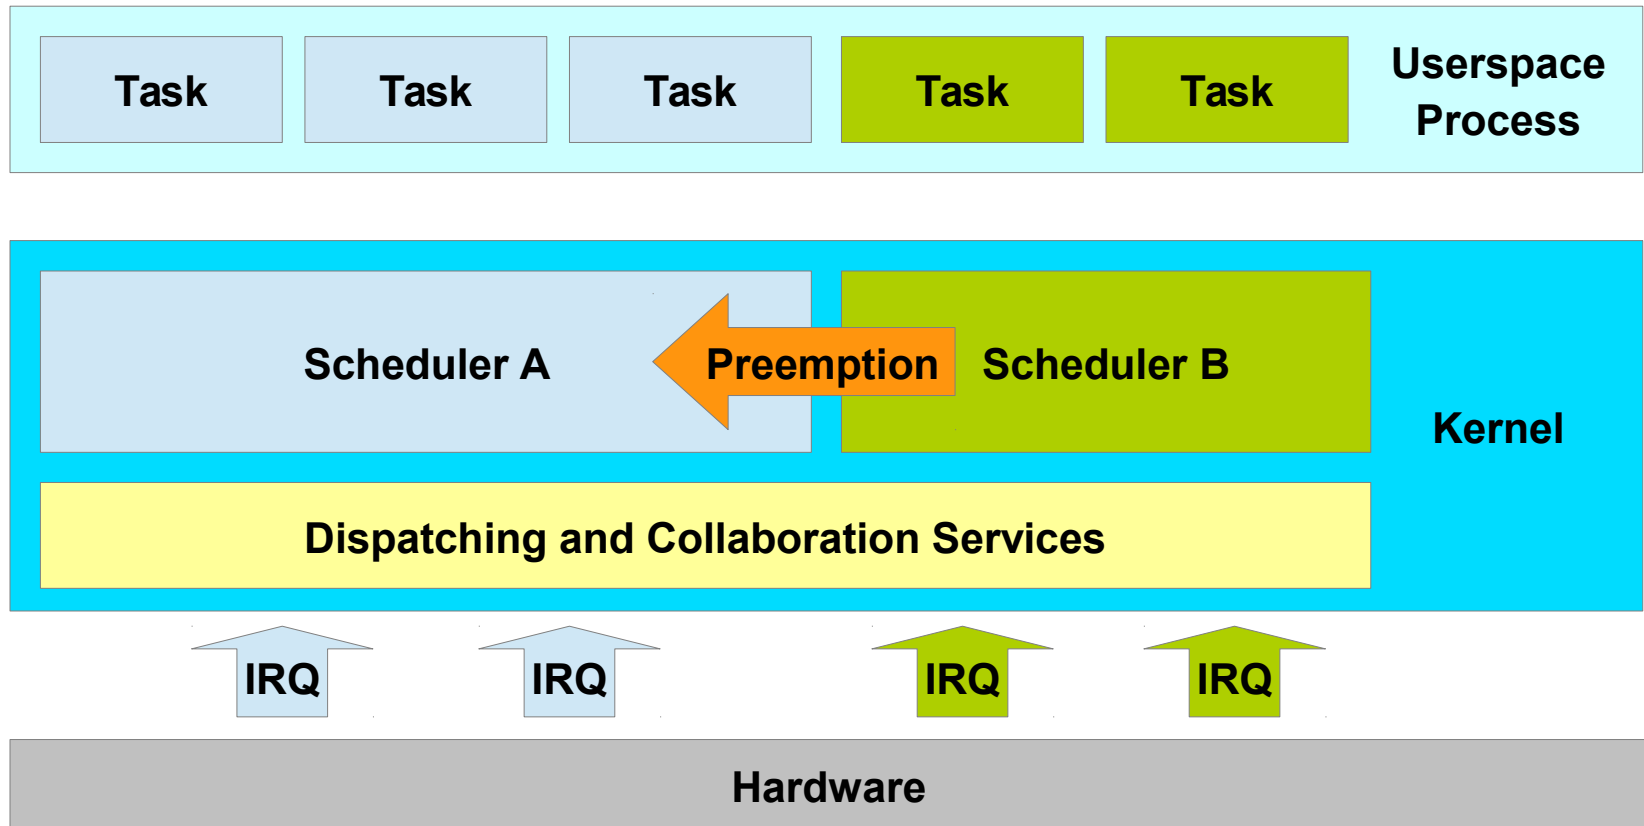 Task
Task
Task
Task
Task
Userspace
Process
Scheduler A
Preemption
Scheduler B
Kernel
Dispatching and Collaboration Services
IRQ
IRQ
IRQ
IRQ
Hardware